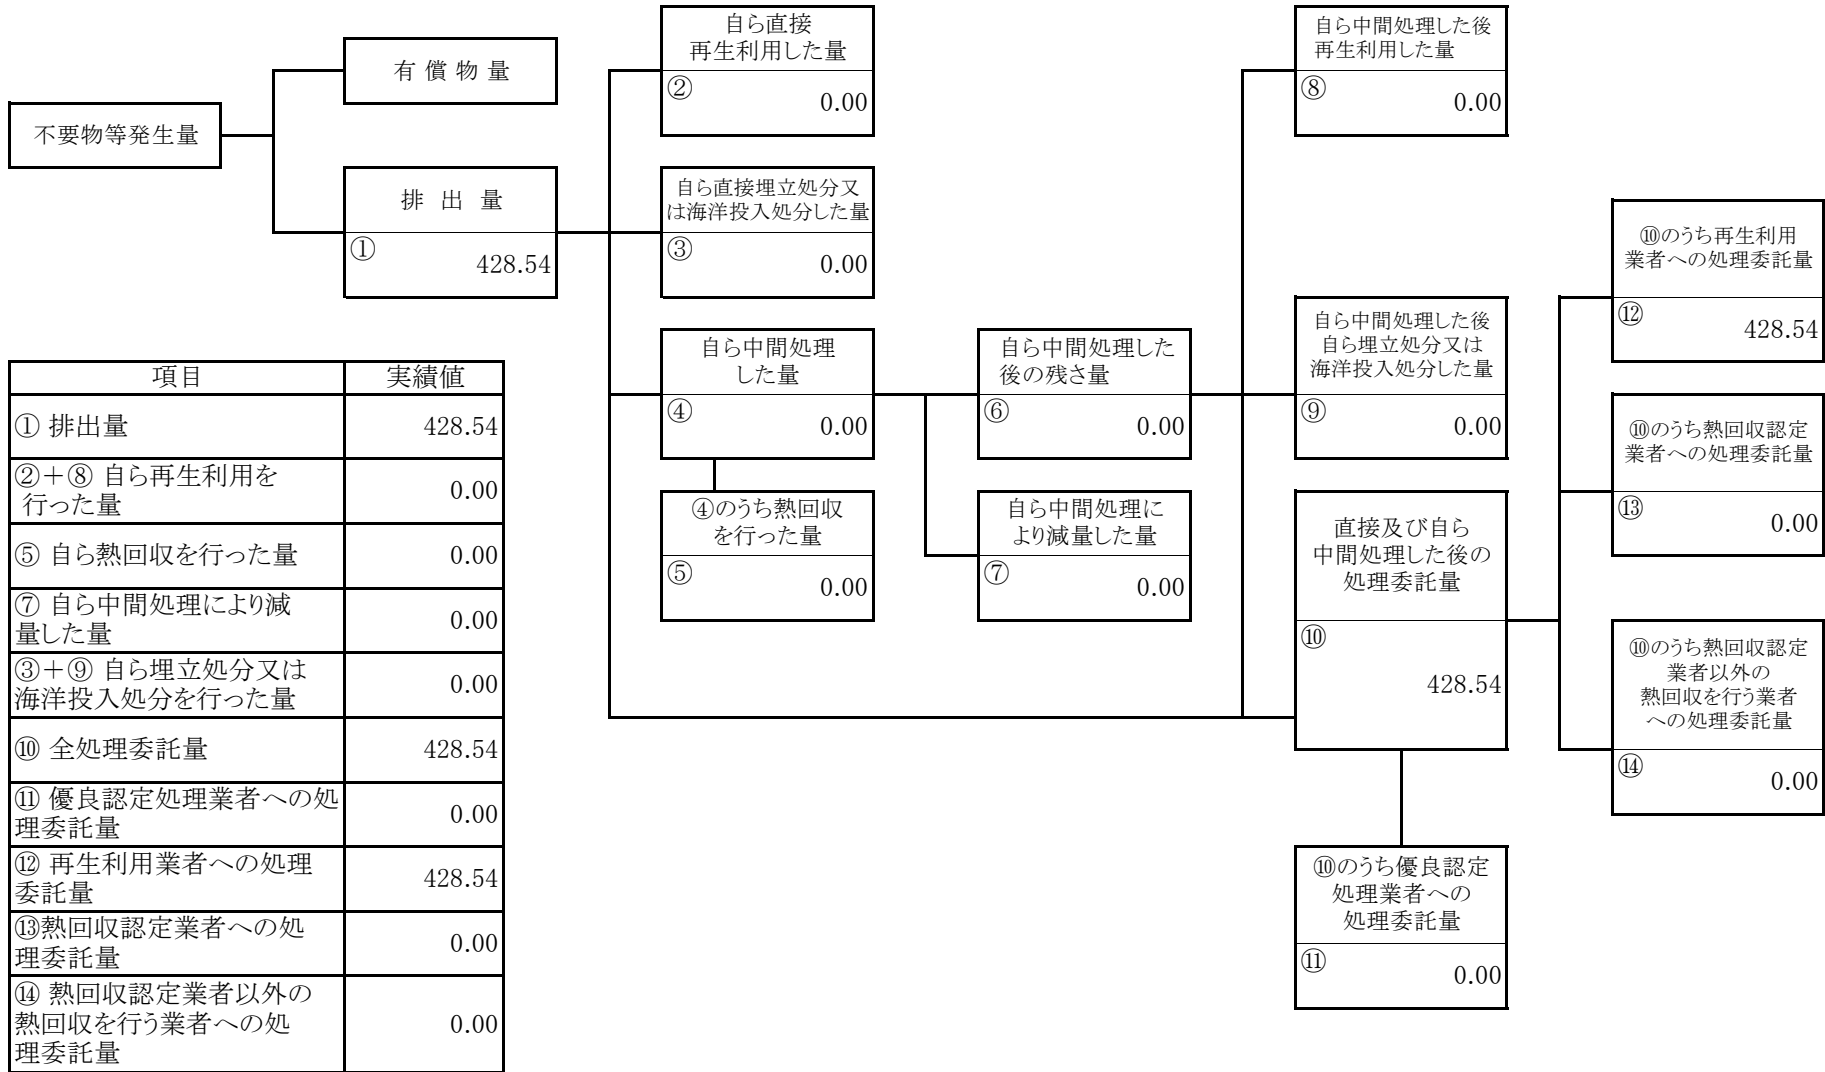 不要物等発生量
有 償 物 量
排 出 量
①
428.54
自ら直接
再生利用した量
②
0.00
自ら直接埋立処分又
は海洋投入処分した量
③
0.00
自ら中間処理
した量
④
0.00
④のうち熱回収
を行った量
⑤
0.00
自ら中間処理した
後の残さ量
⑥
0.00
自ら中間処理に
より減量した量
⑦
0.00
自ら中間処理した後
再生利用した量
⑧
0.00
自ら中間処理した後
自ら埋立処分又は
海洋投入処分した量
⑨
0.00
直接及び自ら
中間処理した後の
処理委託量
⑩
428.54
⑩のうち優良認定
処理業者への
処理委託量
⑪
0.00
⑩のうち再生利用
業者への処理委託量
⑫
428.54
⑩のうち熱回収認定
業者への処理委託量
⑬
0.00
⑩のうち熱回収認定
業者以外の
熱回収を行う業者
への処理委託量
⑭
0.00
項目 実績値
① 排出量 428.54
②+⑧ 自ら再生利用を
行った量 0.00
⑤ 自ら熱回収を行った量 0.00
⑦ 自ら中間処理により減
量した量 0.00
③+⑨ 自ら埋立処分又は
海洋投入処分を行った量 0.00
⑩ 全処理委託量 428.54
⑪ 優良認定処理業者への処
理委託量 0.00
⑫ 再生利用業者への処理
委託量 428.54
⑬熱回収認定業者への処
理委託量 0.00
⑭ 熱回収認定業者以外の
熱回収を行う業者への処
理委託量 0.00